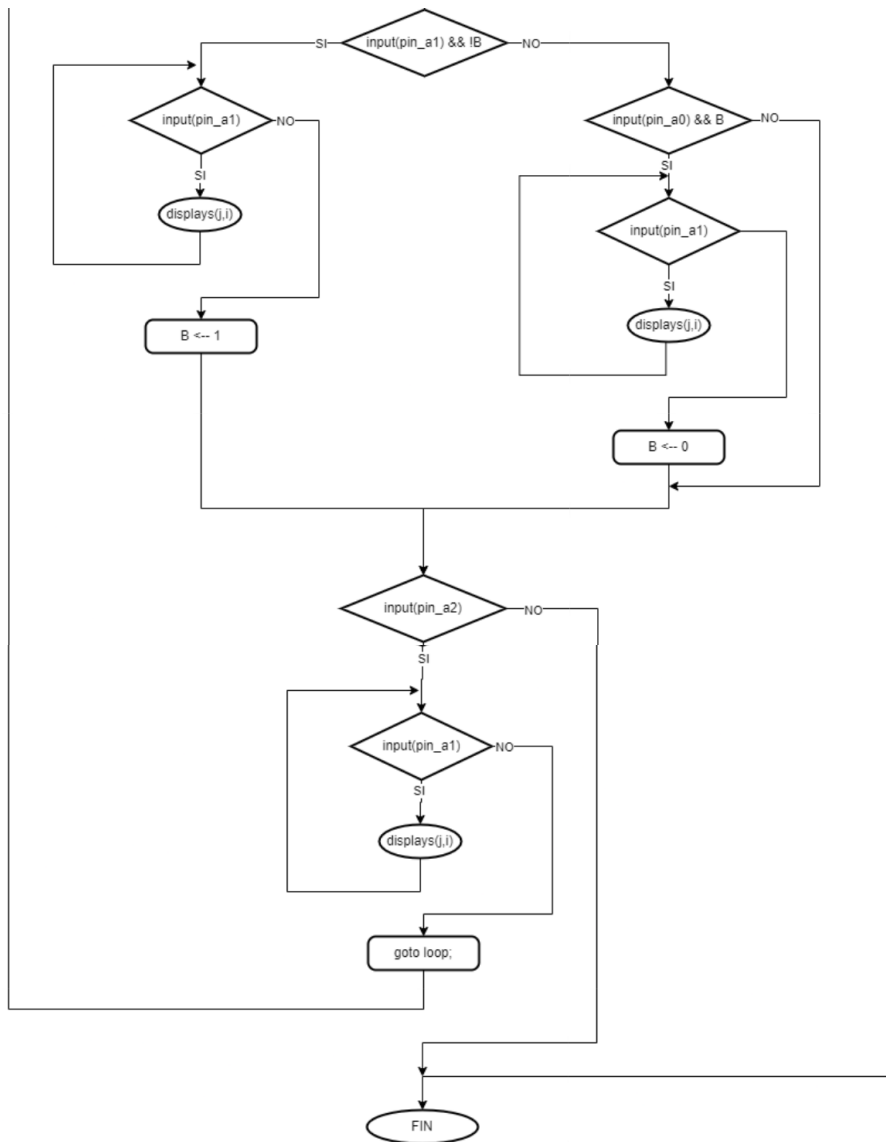 input(pin_a1) && !B
SI
NO
input(pin_a1)
NO
SI
displays(j,i)
B <-- 1
input(pin_a0) && B
NO
SI
input(pin_a1)
SI
displays(j,i)
B <-- 0
input(pin_a2)
NO
SI
input(pin_a1)
NO
SI
displays(j,i)
goto loop;
FIN